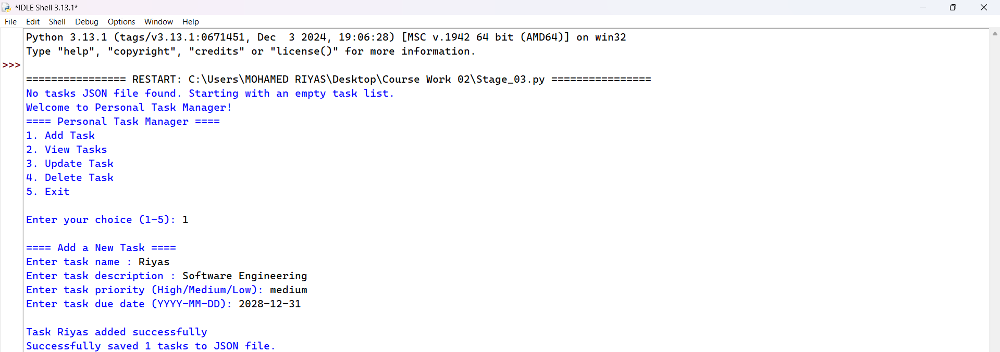 *IDLE Shell 3.13.1*
File Edit Shell Debug Options Window Help
Python 3.13.1 (tags/v3.13.1:0671451, Dec  3 2024, 19:06:28) [MSC v.1942 64 bit (AMD64)] on win32
Type "help", "copyright", "credits" or "license()" for more information.
>>>
================ RESTART: C:\Users\MOHAMED RIYAS\Desktop\Course Work 02\Stage_03.py ================
No tasks JSON file found. Starting with an empty task list.
Welcome to Personal Task Manager!
==== Personal Task Manager ====
1. Add Task
2. View Tasks
3. Update Task
4. Delete Task
5. Exit
Enter your choice (1-5): 1
==== Add a New Task ====
Enter task name : Riyas
Enter task description : Software Engineering
Enter task priority (High/Medium/Low): medium
Enter task due date (YYYY-MM-DD): 2028-12-31
Task Riyas added successfully
Successfully saved 1 tasks to JSON file.